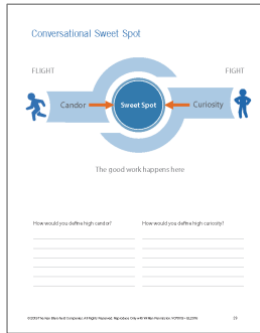 Conversational Sweet Spot
FLIGHT
FIGHT
Candor
Sweet Spot
Curiosity
The good work happens here
How would you define high candor?
How would you define high curiosity?